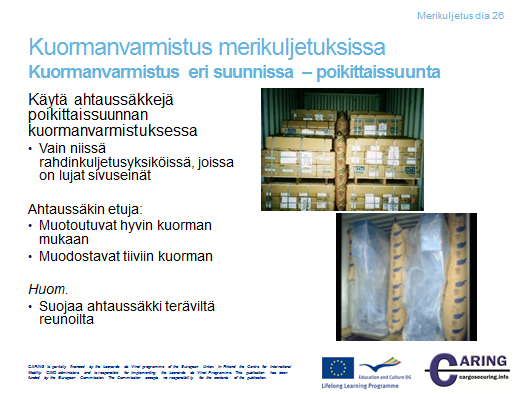 Merikuljetus dia 26
Kuormanvarmistus merikuljetuksissa
Kuormanvarmistus eri suunnissa – poikittaissuunta
Käytä ahtaussäkkejä
poikittaissuunnan
kuormanvarmistuksessa
• Vain niissä
rahdinkuljetusyksiköissä, joissa
on lujat sivuseinät
Ahtaussäkin etuja:
• Muotoutuvat hyvin kuorman
mukaan
• Muodostavat tiiviin kuorman
Huom.
• Suojaa ahtaussäkki teräviltä
reunoilta
CARING is partially financed by the Leonardo da Vinci programme of the European Union. In Finland the Centre for International
Mobility CIMO administers and is responsible for implementing the Leonardo da Vinci Programme. This publication has been
funded by the European Commission. The Commission accepts no responsibility for the contents of the publication.
Education and Culture DG
Lifelong Learning Programme
CARING
cargosecuring.info